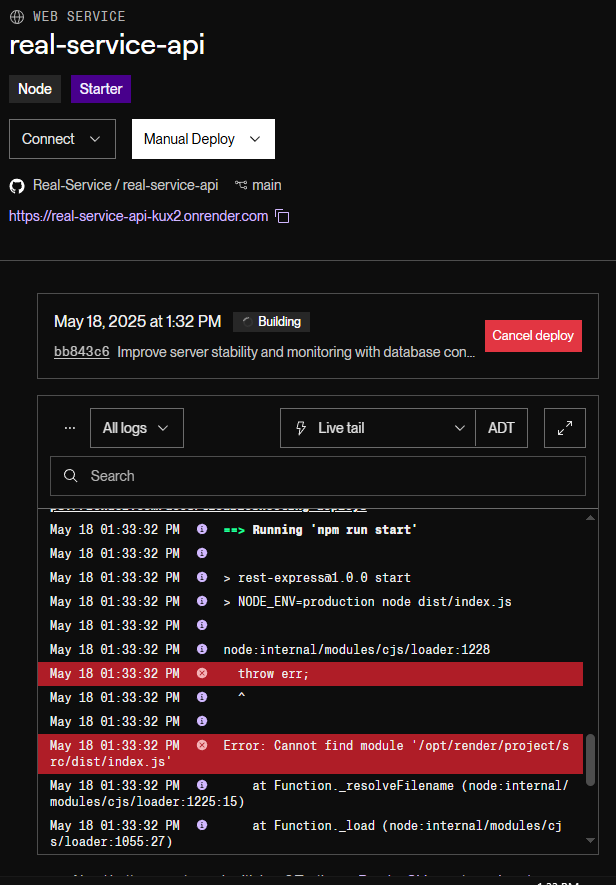 WEB SERVICE
real-service-api
Node Starter
Connect Manual Deploy
Real-Service / real-service-api main
https://real-service-api-kux2.onrender.com
May 18, 2025 at 1:32 PM Building
Cancel deploy
bb843c6 Improve server stability and monitoring with database con...
... All logs Live tail ADT
Search
May 18 01:33:32 PM ==> Running 'npm run start'
May 18 01:33:32 PM
May 18 01:33:32 PM > rest-express@1.0.0 start
May 18 01:33:32 PM > NODE_ENV=production node dist/index.js
May 18 01:33:32 PM
May 18 01:33:32 PM node:internal/modules/cjs/loader:1228
May 18 01:33:32 PM throw err;
May 18 01:33:32 PM ^
May 18 01:33:32 PM
May 18 01:33:32 PM Error: Cannot find module '/opt/render/project/s
rc/dist/index.js'
May 18 01:33:32 PM at Function._resolveFilename (node:internal/
modules/cjs/loader:1225:15)
May 18 01:33:32 PM at Function._load (node:internal/modules/cj
s/loader:1055:27)